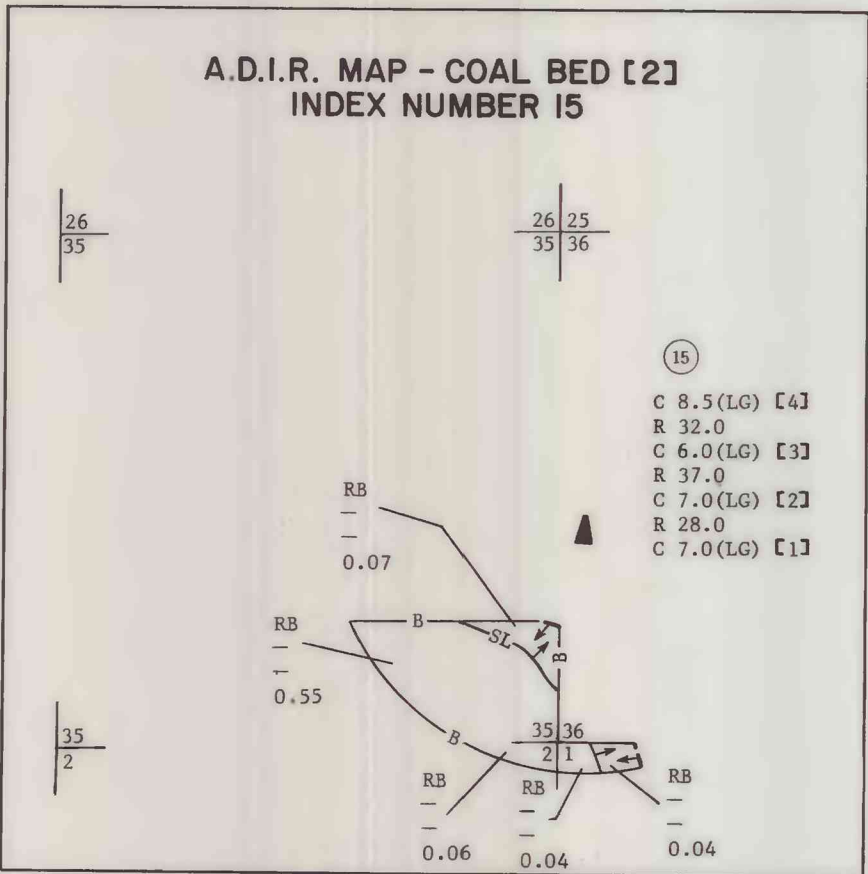 A.D.I.R. MAP - COAL BED [2]
INDEX NUMBER 15
26
35
26 25
35 36
15
C 8.5(LG) [4]
R 32.0
C 6.0(LG) [3]
R 37.0
C 7.0(LG) [2]
R 28.0
C 7.0(LG) [1]
RB
—
—
0.07
B
SL
B
RB
—
—
0.55
B
35
2
35 36
2 1
RB
—
—
0.06
RB
—
—
0.04
RB
—
—
0.04